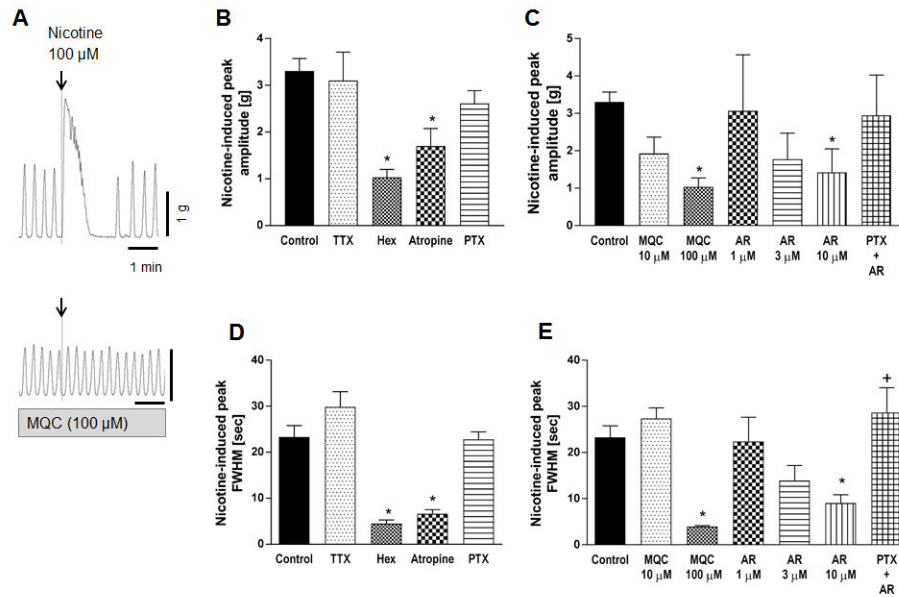 A
Nicotine
100 µM
1 g
1 min
MQC (100 µM)
B
Nicotine-induced peak
amplitude [g]
4
3
2
1
0
* *
Control TTX Hex Atropine PTX
C
Nicotine-induced peak
amplitude [g]
5
4
3
2
1
0
* *
Control MQC MQC AR AR AR PTX
10 µM 100 µM 1 µM 3 µM 10 µM +
AR
D
Nicotine-induced peak
FWHM [sec]
40
30
20
10
0
* *
Control TTX Hex Atropine PTX
E
Nicotine-induced peak
FWHM [sec]
40
30
20
10
0
+
* *
Control MQC MQC AR AR AR PTX
10 µM 100 µM 1 µM 3 µM 10 µM +
AR